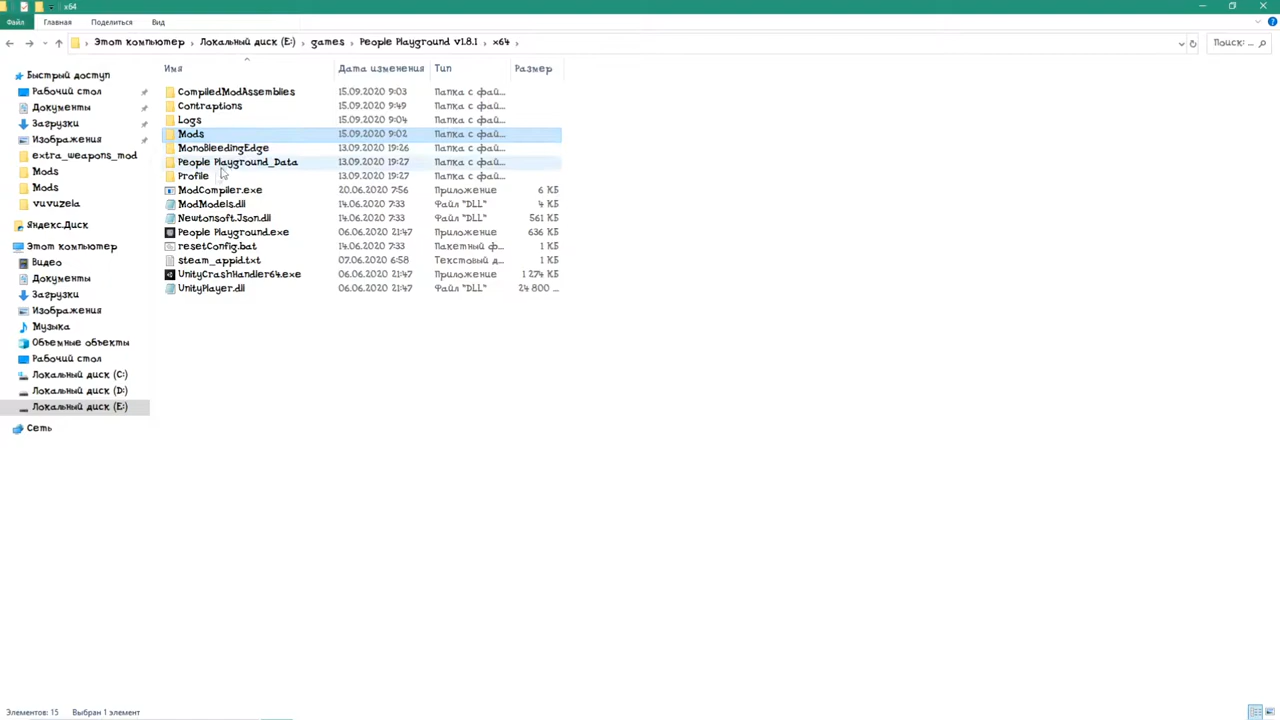 x64
Файл Главная Поделиться Вид
Этот компьютер › Локальный диск (E:) › games › People Playground v1.8.1 › x64 ›
Поиск: ...
Быстрый доступ
Рабочий стол
Документы
Загрузки
Изображения
extra_weapons_mod
Mods
Mods
vuvuzela
Яндекс.Диск
Этот компьютер
Видео
Документы
Загрузки
Изображения
Музыка
Объемные объекты
Рабочий стол
Локальный диск (C:)
Локальный диск (D:)
Локальный диск (E:)
Сеть
Имя Дата изменения Тип Размер
CompiledModAssemblies 15.09.2020 9:03 Папка с фай...
Contraptions 15.09.2020 9:49 Папка с фай...
Logs 15.09.2020 9:04 Папка с фай...
Mods 15.09.2020 9:02 Папка с фай...
MonoBleedingEdge 13.09.2020 19:26 Папка с фай...
People Playground_Data 13.09.2020 19:27 Папка с фай...
Profile 13.09.2020 19:27 Папка с фай...
ModCompiler.exe 20.06.2020 7:56 Приложение 6 КБ
ModModels.dll 14.06.2020 7:33 Файл "DLL" 4 КБ
Newtonsoft.Json.dll 14.06.2020 7:33 Файл "DLL" 561 КБ
People Playground.exe 06.06.2020 21:47 Приложение 636 КБ
resetConfig.bat 14.06.2020 7:33 Пакетный ф... 1 КБ
steam_appid.txt 07.06.2020 6:58 Текстовый д... 1 КБ
UnityCrashHandler64.exe 06.06.2020 21:47 Приложение 1 274 КБ
UnityPlayer.dll 06.06.2020 21:47 Файл "DLL" 24 800 ...
Элементов: 15 Выбран 1 элемент